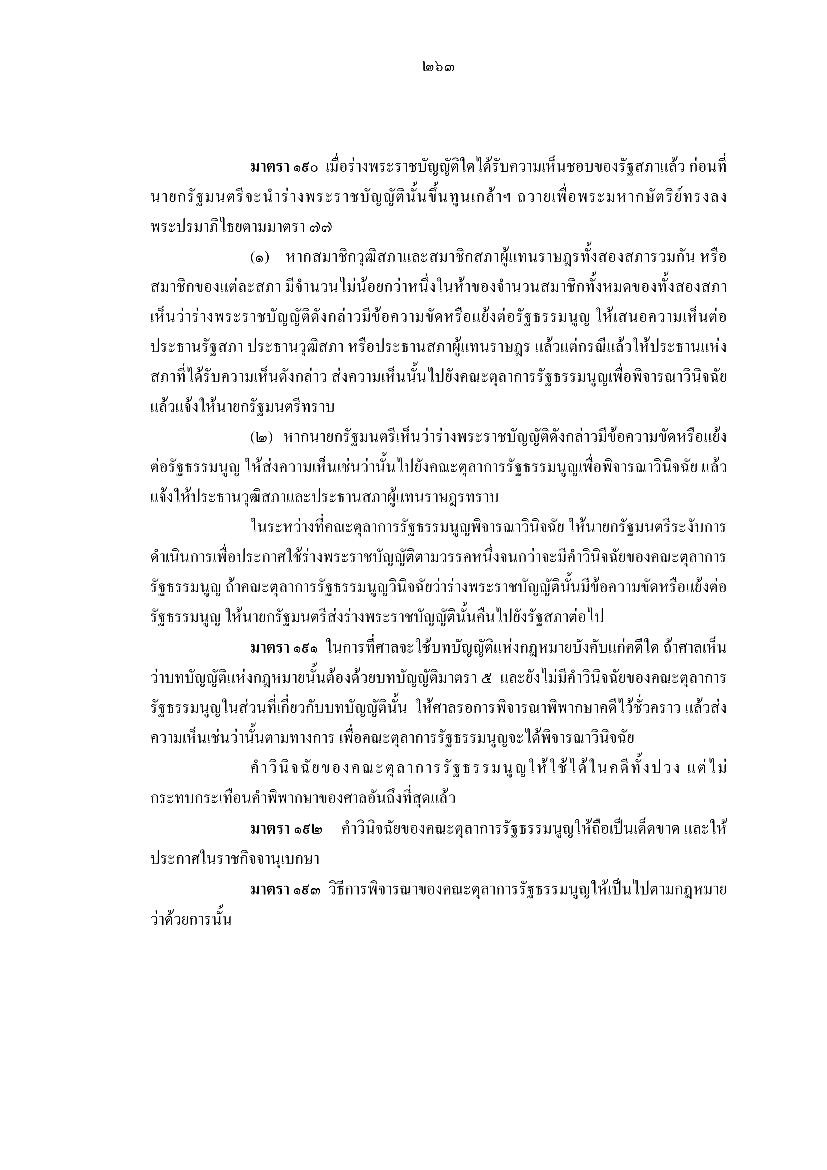 ๒๖๓
มาตรา ๑๙๐ เมื่อร่างพระราชบัญญัติใดได้รับความเห็นชอบของรัฐสภาแล้ว ก่อนที่
นายกรัฐมนตรีจะนำร่างพระราชบัญญัตินั้นขึ้นทูนเกล้าฯ ถวายเพื่อพระมหากษัตริย์ทรงลง
พระปรมาภิไธยตามมาตรา ๗๗
(๑) หากสมาชิกวุฒิสภาและสมาชิกสภาผู้แทนราษฎรทั้งสองสภารวมกัน หรือ
สมาชิกของแต่ละสภา มีจำนวนไม่น้อยกว่าหนึ่งในห้าของจำนวนสมาชิกทั้งหมดของทั้งสองสภา
เห็นว่าร่างพระราชบัญญัติดังกล่าวมีข้อความขัดหรือแย้งต่อรัฐธรรมนูญ ให้เสนอความเห็นต่อ
ประธานรัฐสภา ประธานวุฒิสภา หรือประธานสภาผู้แทนราษฎร แล้วแต่กรณีแล้วให้ประธานแห่ง
สภาที่ได้รับความเห็นดังกล่าว ส่งความเห็นนั้นไปยังคณะตุลาการรัฐธรรมนูญเพื่อพิจารณาวินิจฉัย
แล้วแจ้งให้นายกรัฐมนตรีทราบ
(๒) หากนายกรัฐมนตรีเห็นว่าร่างพระราชบัญญัติดังกล่าวมีข้อความขัดหรือแย้ง
ต่อรัฐธรรมนูญ ให้ส่งความเห็นเช่นว่านั้นไปยังคณะตุลาการรัฐธรรมนูญเพื่อพิจารณาวินิจฉัย แล้ว
แจ้งให้ประธานวุฒิสภาและประธานสภาผู้แทนราษฎรทราบ
ในระหว่างที่คณะตุลาการรัฐธรรมนูญพิจารณาวินิจฉัย ให้นายกรัฐมนตรีระงับการ
ดำเนินการเพื่อประกาศใช้ร่างพระราชบัญญัติตามวรรคหนึ่งจนกว่าจะมีคำวินิจฉัยของคณะตุลาการ
รัฐธรรมนูญ ถ้าคณะตุลาการรัฐธรรมนูญวินิจฉัยว่าร่างพระราชบัญญัตินั้นมีข้อความขัดหรือแย้งต่อ
รัฐธรรมนูญ ให้นายกรัฐมนตรีส่งร่างพระราชบัญญัตินั้นคืนไปยังรัฐสภาต่อไป
มาตรา ๑๙๑ ในการที่ศาลจะใช้บทบัญญัติแห่งกฎหมายบังคับแก่คดีใด ถ้าศาลเห็น
ว่าบทบัญญัติแห่งกฎหมายนั้นต้องด้วยบทบัญญัติมาตรา ๕ และยังไม่มีคำวินิจฉัยของคณะตุลาการ
รัฐธรรมนูญในส่วนที่เกี่ยวกับบทบัญญัตินั้น ให้ศาลรอการพิจารณาพิพากษาคดีไว้ชั่วคราว แล้วส่ง
ความเห็นเช่นว่านั้นตามทางการ เพื่อคณะตุลาการรัฐธรรมนูญจะได้พิจารณาวินิจฉัย
คำวินิจฉัยของคณะตุลาการรัฐธรรมนูญให้ใช้ได้ในคดีทั้งปวง แต่ไม่
กระทบกระเทือนคำพิพากษาของศาลอันถึงที่สุดแล้ว
มาตรา ๑๙๒ คำวินิจฉัยของคณะตุลาการรัฐธรรมนูญให้ถือเป็นเด็ดขาด และให้
ประกาศในราชกิจจานุเบกษา
มาตรา ๑๙๓ วิธีการพิจารณาของคณะตุลาการรัฐธรรมนูญให้เป็นไปตามกฎหมาย
ว่าด้วยการนั้น